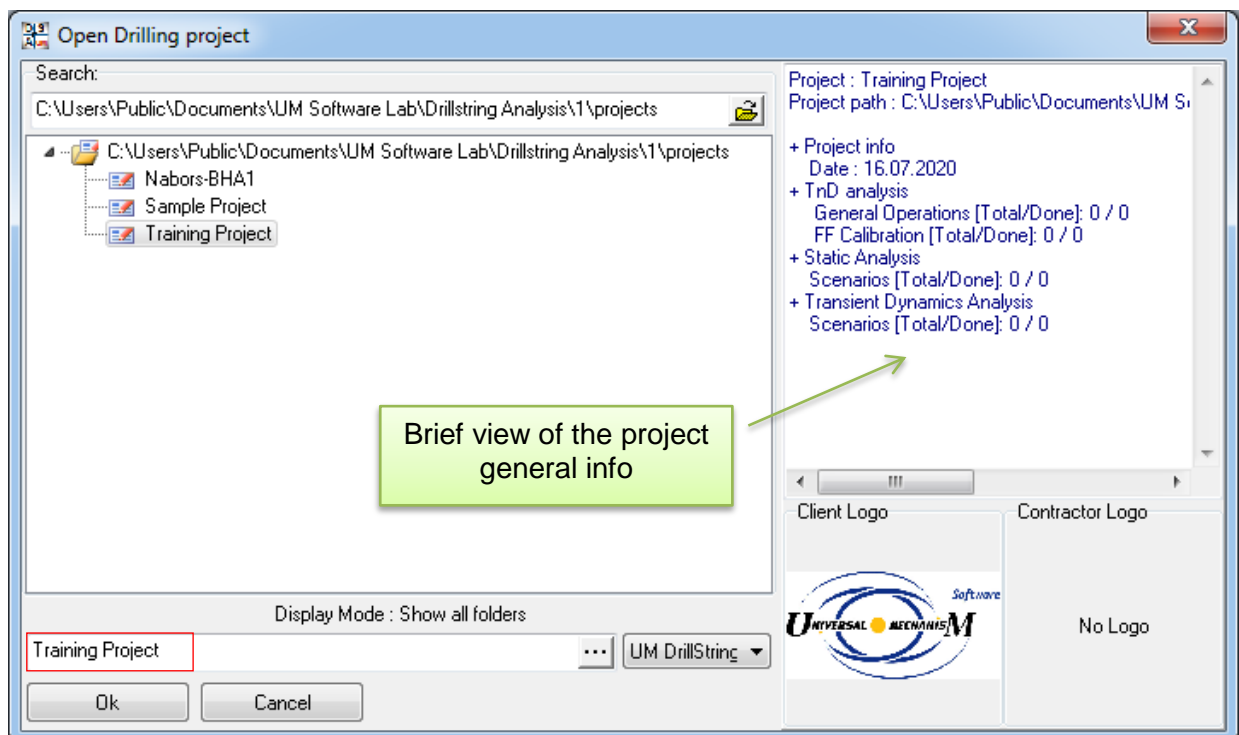 Open Drilling project
Search:
C:\Users\Public\Documents\UM Software Lab\Drillstring Analysis\1\projects
C:\Users\Public\Documents\UM Software Lab\Drillstring Analysis\1\projects
Nabors-BHA1
Sample Project
Training Project
Display Mode : Show all folders
Training Project
...
UM DrillString
Ok
Cancel
Project : Training Project
Project path : C:\Users\Public\Documents\UM S
+ Project info
Date : 16.07.2020
+ TnD analysis
General Operations [Total/Done]: 0 / 0
FF Calibration [Total/Done]: 0 / 0
+ Static Analysis
Scenarios [Total/Done]: 0 / 0
+ Transient Dynamics Analysis
Scenarios [Total/Done]: 0 / 0
Brief view of the project
general info
Client Logo
Software
UNIVERSAL MECHANISM
Contractor Logo
No Logo